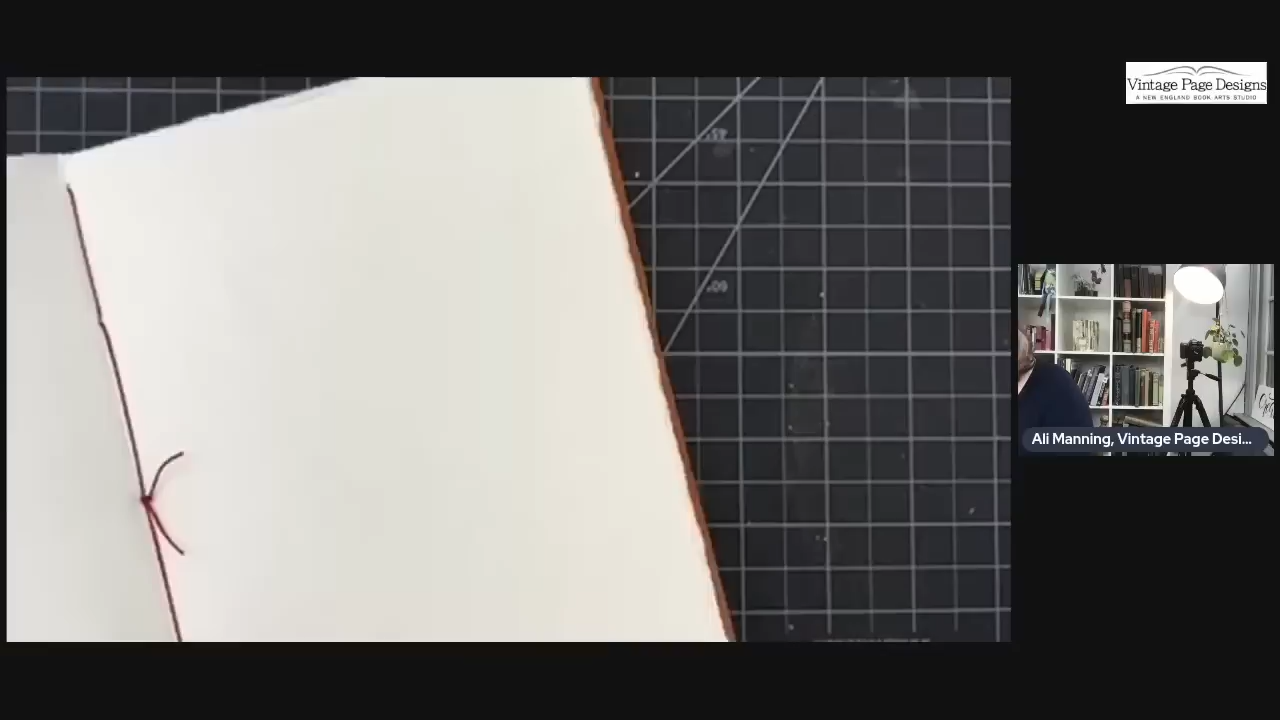 Vintage Page Designs
A NEW ENGLAND BOOK ARTS STUDIO
Ali Manning, Vintage Page Desi...